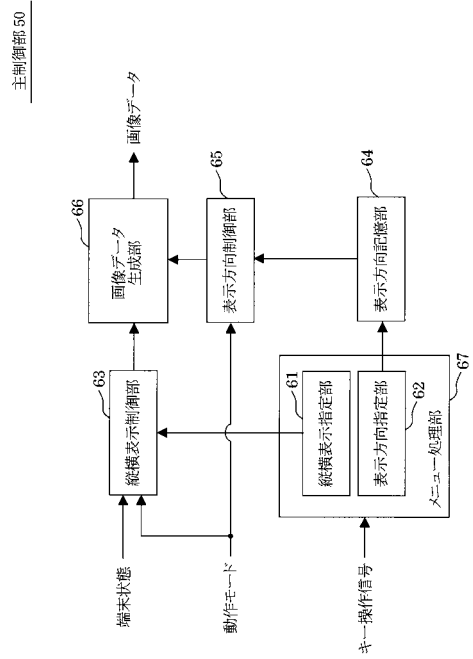 主制御部 50
画像データ
66
画像データ
生成部
65
表示方向制御部
64
表示方向記憶部
63
縦横表示制御部
61
縦横表示指定部
62
表示方向指定部
メニュー処理部
67
端末状態
動作モード
キー操作信号